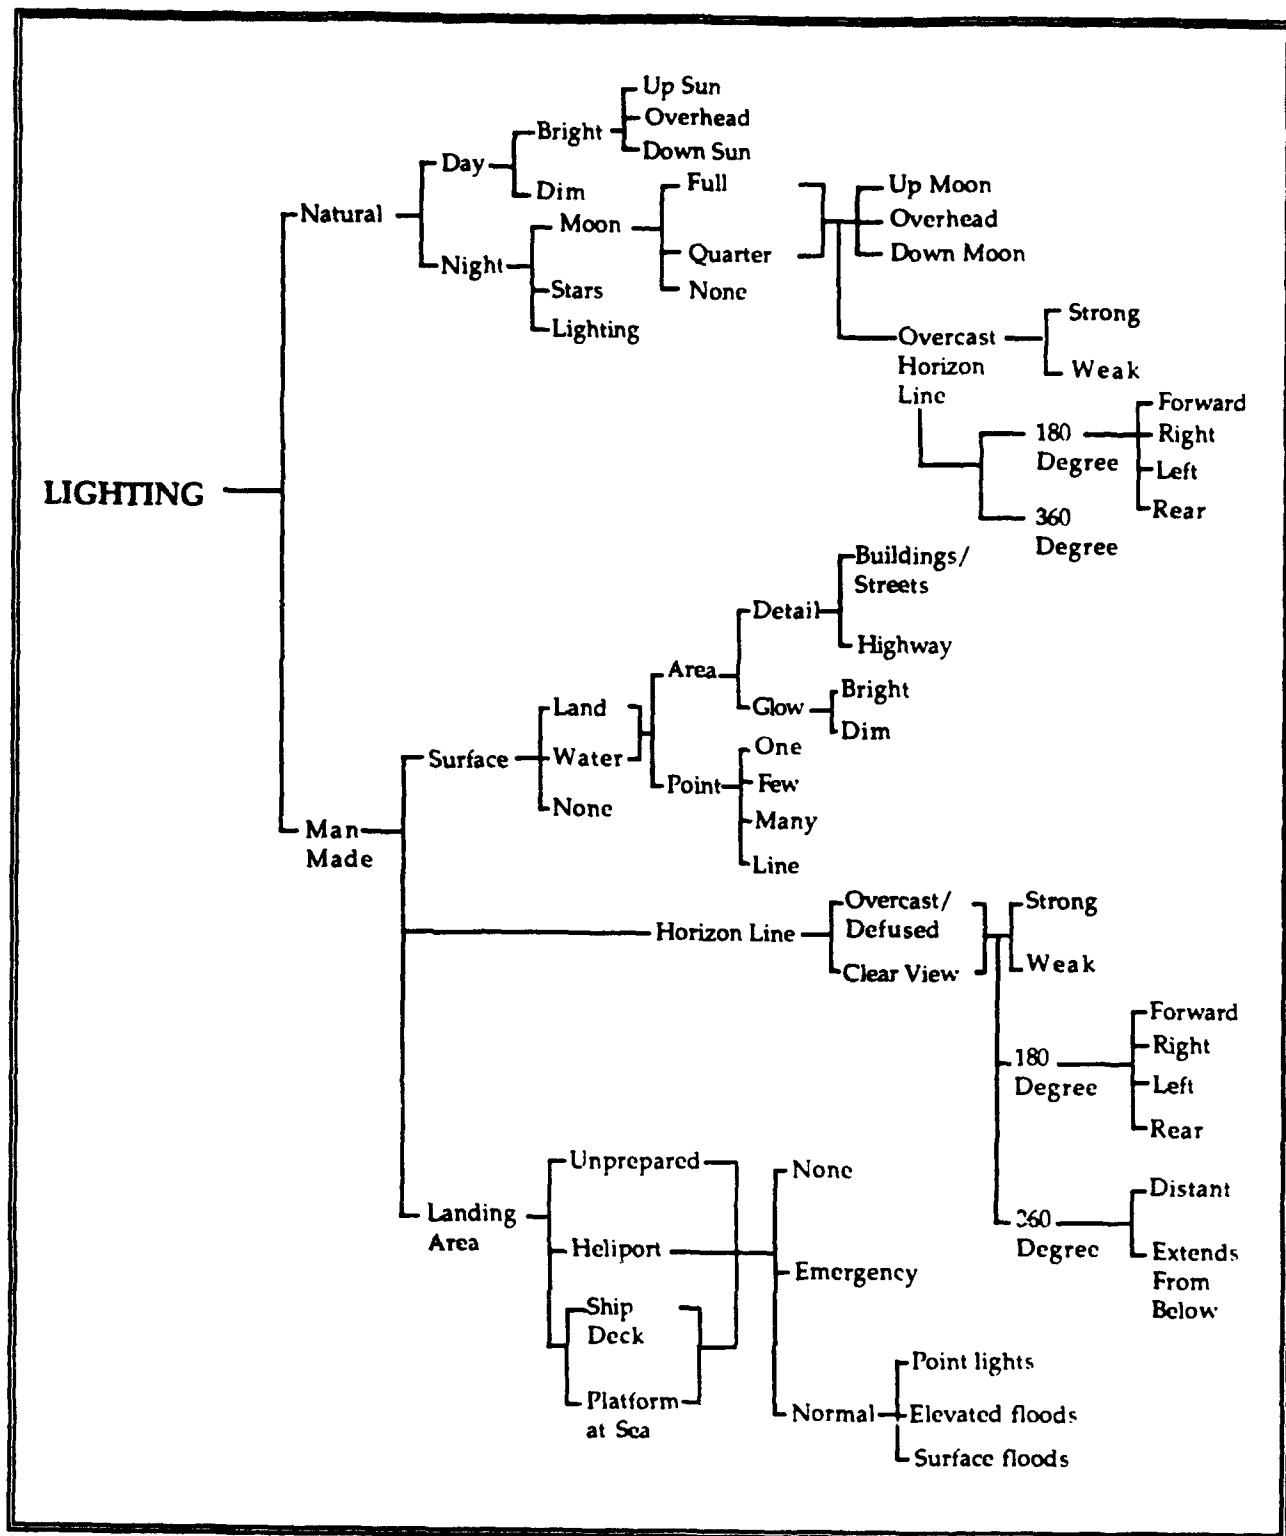 Up Sun
Bright
Overhead
Day
Down Sun
Dim
Full
Up Moon
Natural
Moon
Overhead
Night
Quarter
Down Moon
Stars
None
Lighting
Strong
Overcast
Horizon
Line
Weak
Forward
180
Degree
Right
Left
LIGHTING
Rear
360
Degree
Buildings/
Streets
Detail
Highway
Area
Bright
Land
Glow
Dim
Surface
Water
One
Point
Few
None
Many
Man
Made
Line
Overcast/
Defused
Strong
Horizon Line
Clear View
Weak
Forward
Right
180
Degree
Left
Rear
Unprepared
None
Distant
Landing
Area
360
Degree
Heliport
Extends
From
Below
Emergency
Ship
Deck
Point lights
Platform
at Sea
Normal
Elevated floods
Surface floods